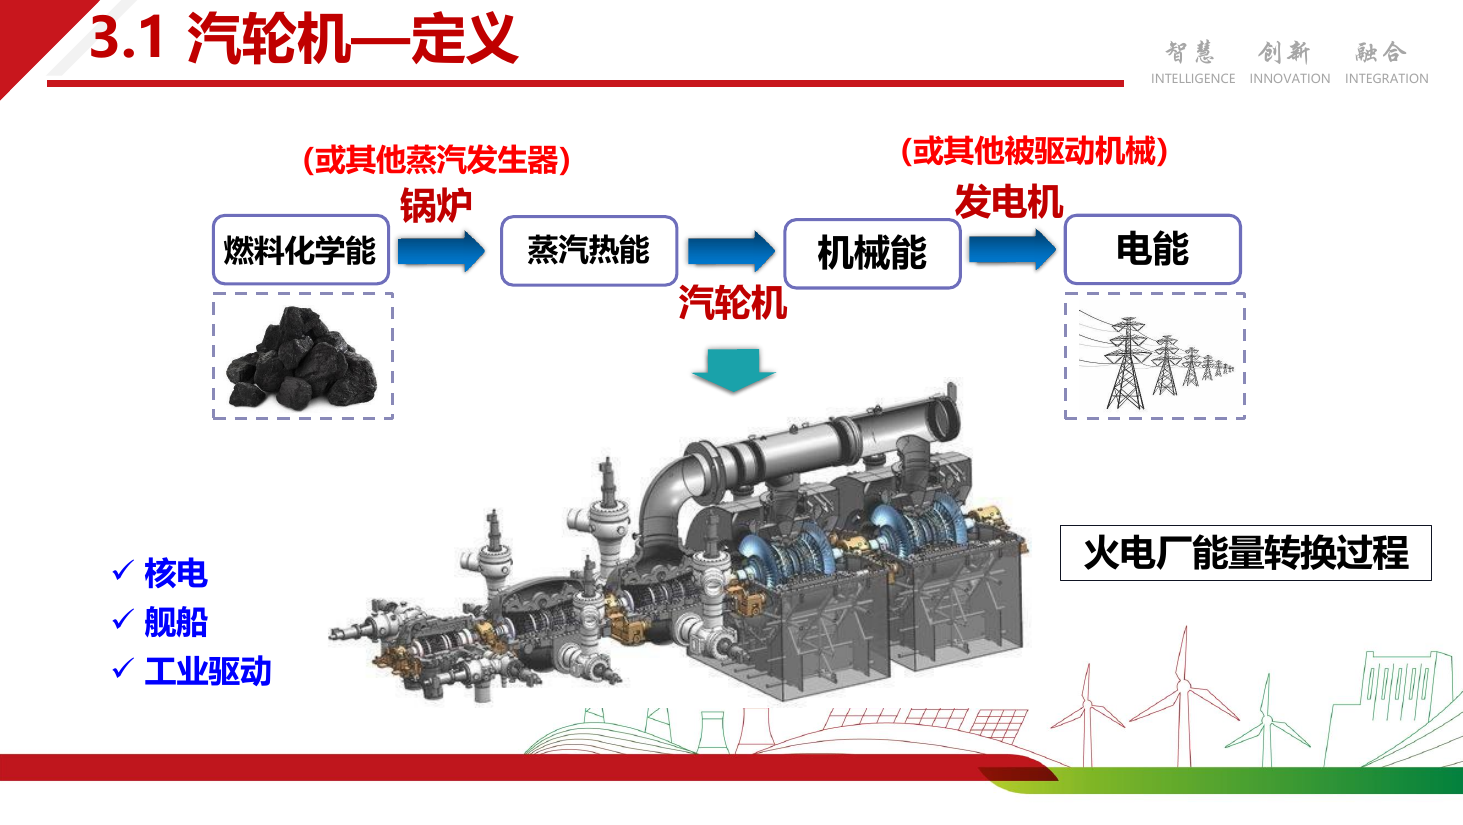 3.1 汽轮机—定义
智慧 创新 融合
INTELLIGENCE INNOVATION INTEGRATION
(或其他蒸汽发生器)
(或其他被驱动机械)
锅炉
发电机
燃料化学能
蒸汽热能
机械能
电能
汽轮机
火电厂能量转换过程
✓ 核电
✓ 舰船
✓ 工业驱动